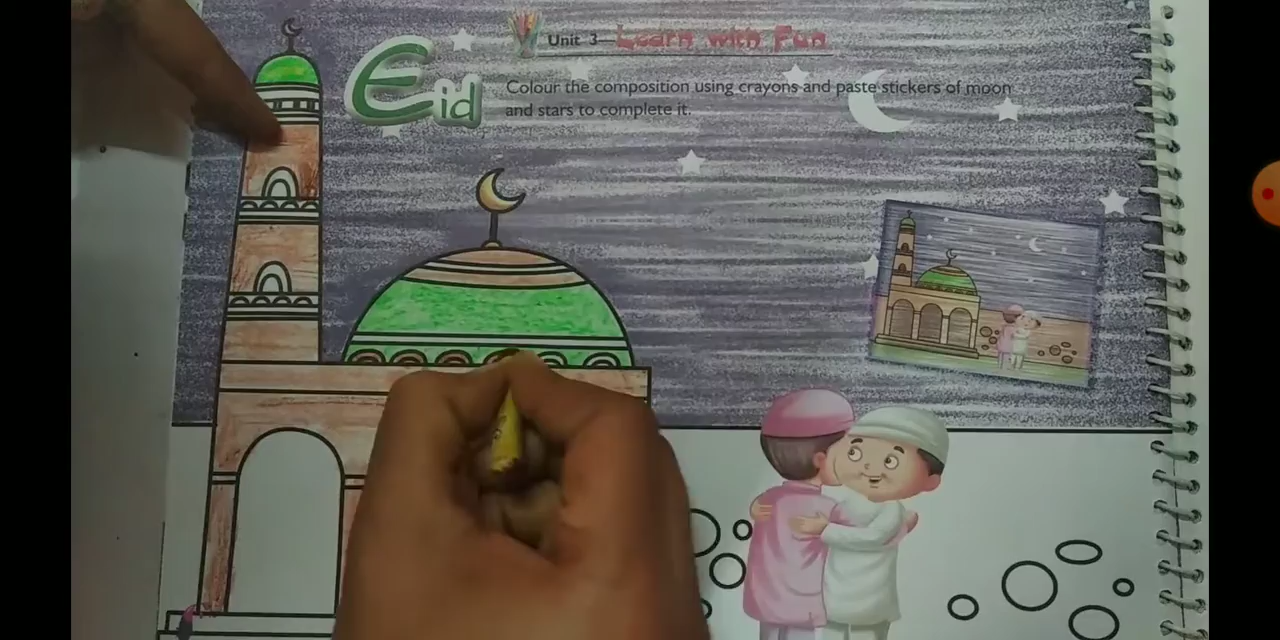 Unit 3 Learn with Fun
Eid
Colour the composition using crayons and paste stickers of moon
and stars to complete it.